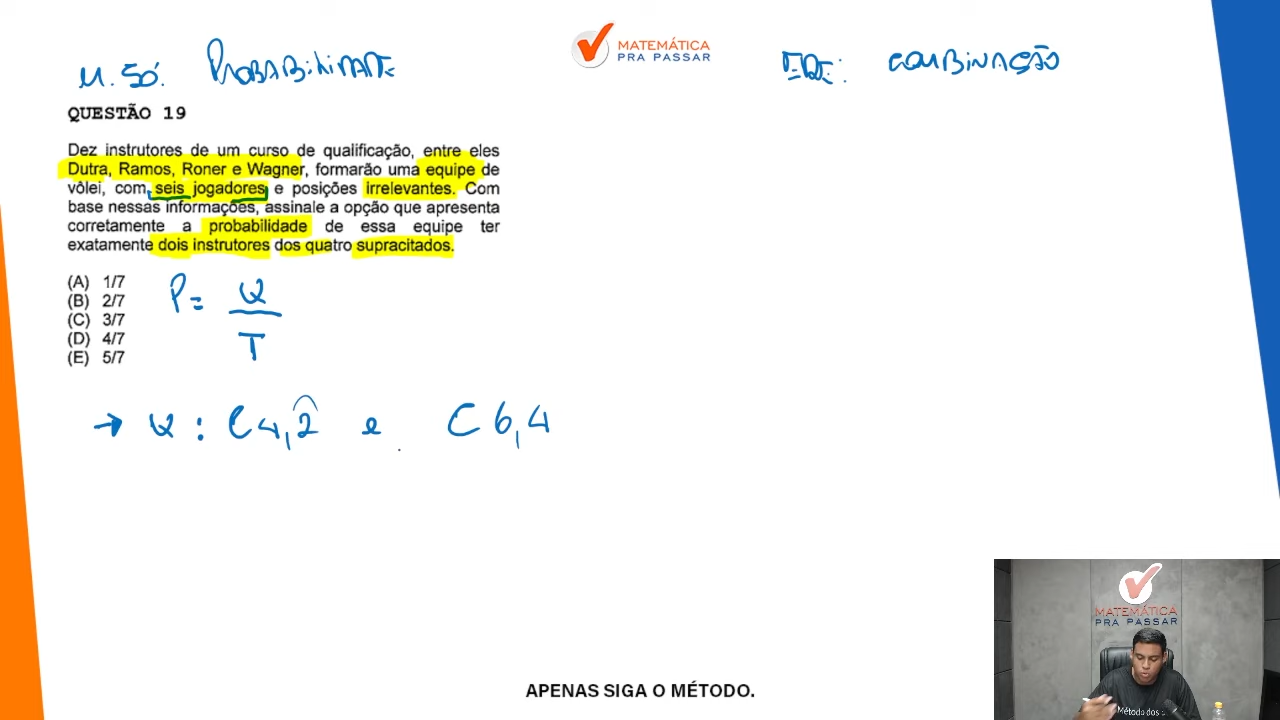 M. SÓ. PROBABILIDADE
MATEMÁTICA
PRA PASSAR
COMBINAÇÃO
QUESTÃO 19
Dez instrutores de um curso de qualificação, entre eles
Dutra, Ramos, Roner e Wagner, formarão uma equipe de
vôlei, com seis jogadores e posições irrelevantes. Com
base nessas informações, assinale a opção que apresenta
corretamente a probabilidade de essa equipe ter
exatamente dois instrutores dos quatro supracitados.
(A) 1/7
(B) 2/7
(C) 3/7
(D) 4/7
(E) 5/7
P = Q
T
→ Q : C4,2 e C6,4
MATEMÁTICA
PRA PASSAR
Método dos
APENAS SIGA O MÉTODO.